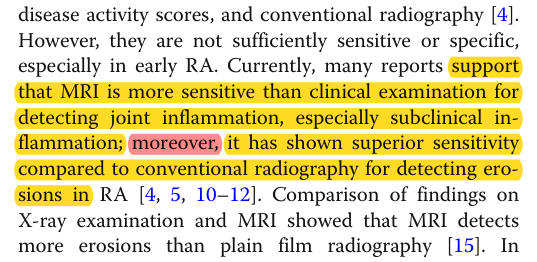 disease activity scores, and conventional radiography [4].
However, they are not sufficiently sensitive or specific,
especially in early RA. Currently, many reports support
that MRI is more sensitive than clinical examination for
detecting joint inflammation, especially subclinical in-
flammation; moreover, it has shown superior sensitivity
compared to conventional radiography for detecting ero-
sions in RA [4, 5, 10–12]. Comparison of findings on
X-ray examination and MRI showed that MRI detects
more erosions than plain film radiography [15]. In